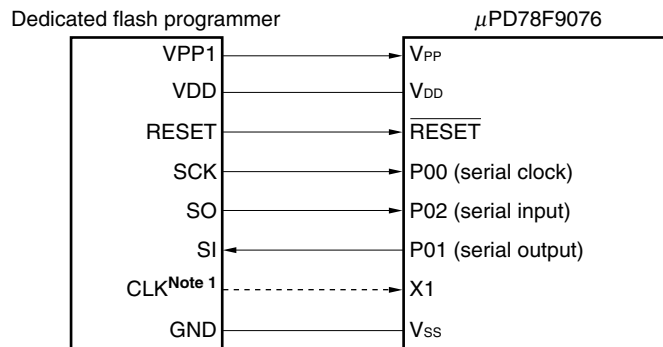 Dedicated flash programmer µPD78F9076
VPP1 VPP
VDD VDD
RESET RESET
SCK P00 (serial clock)
SO P02 (serial input)
SI P01 (serial output)
CLKNote 1 X1
GND VSS